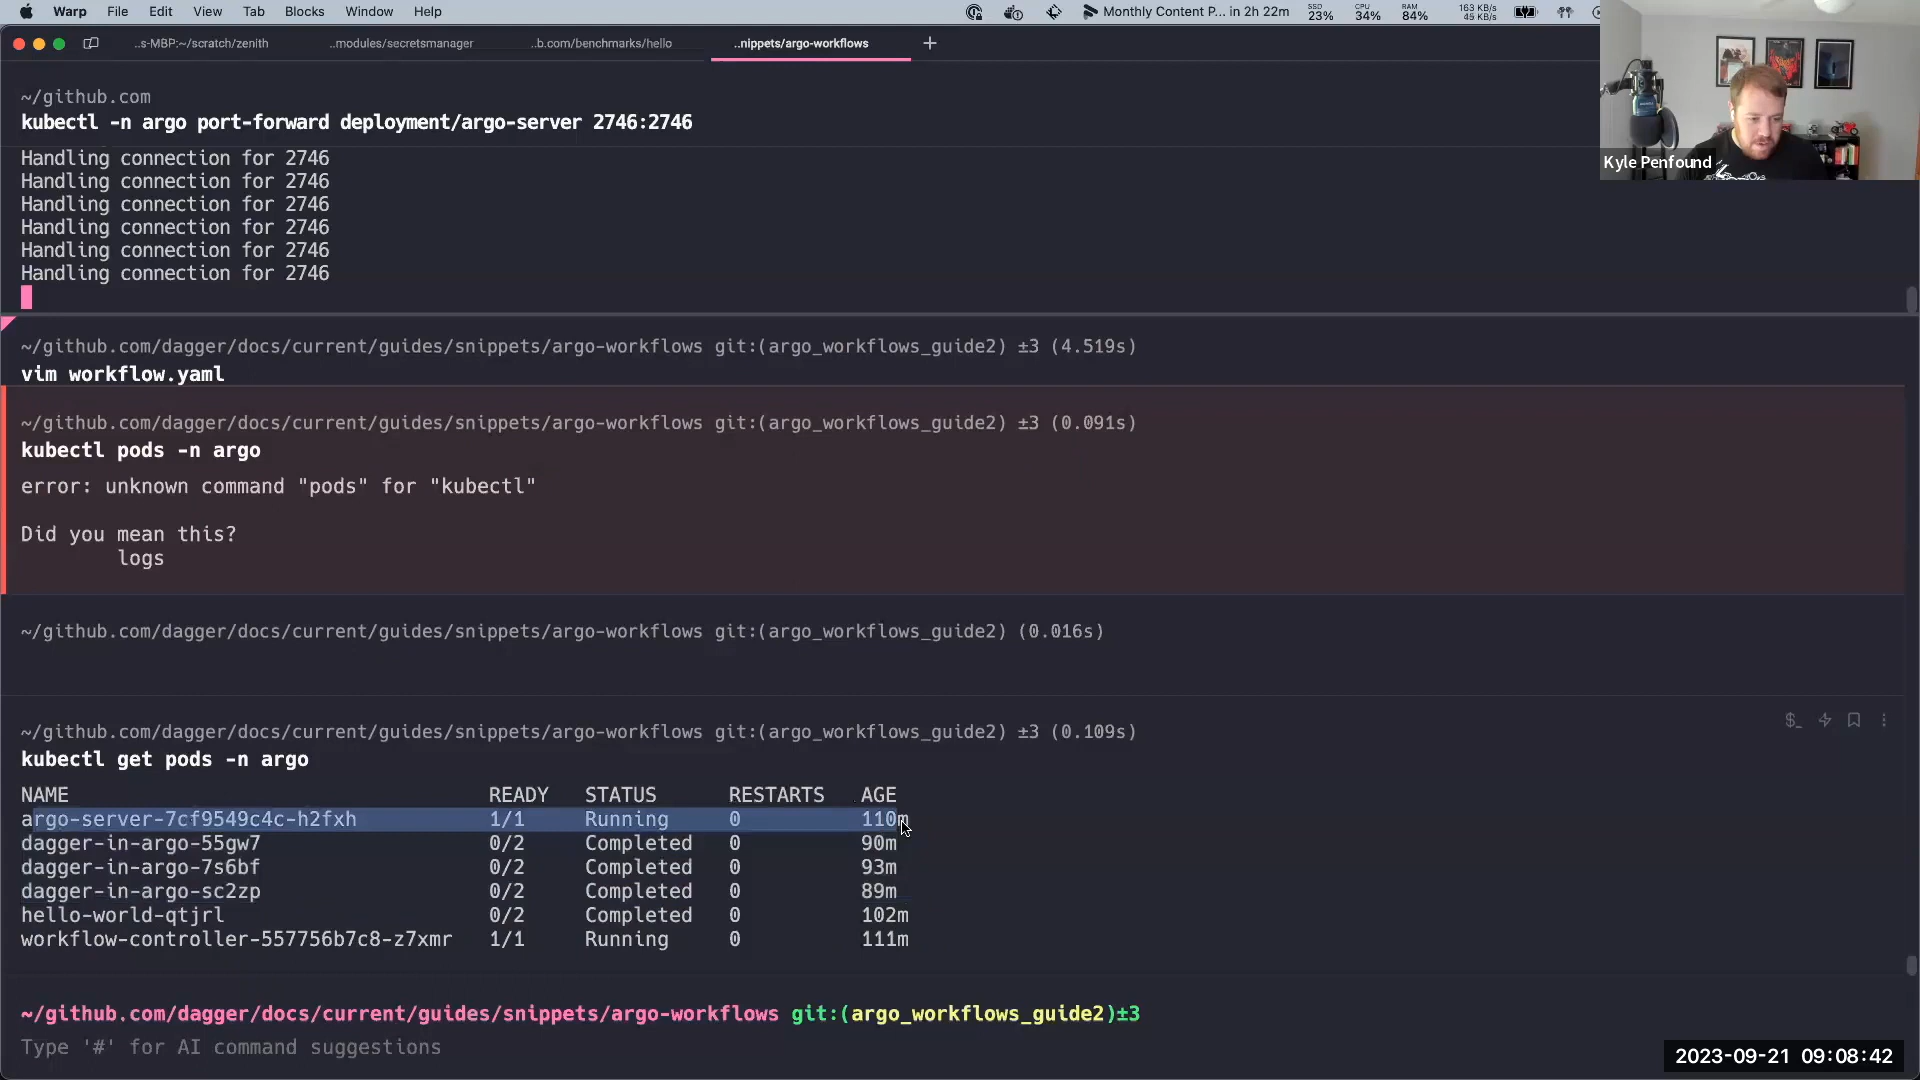 Warp File Edit View Tab Blocks Window Help
Monthly Content P... in 2h 22m SSD 23% CPU 34% RAM 84% 163 KB/s 45 KB/s
..s-MBP:~/scratch/zenith ..modules/secretsmanager ..b.com/benchmarks/hello ..nippets/argo-workflows +
~/github.com
kubectl -n argo port-forward deployment/argo-server 2746:2746
Handling connection for 2746
Handling connection for 2746
Handling connection for 2746
Handling connection for 2746
Handling connection for 2746
Handling connection for 2746
Kyle Penfound
~/github.com/dagger/docs/current/guides/snippets/argo-workflows git:(argo_workflows_guide2) ±3 (4.519s)
vim workflow.yaml
~/github.com/dagger/docs/current/guides/snippets/argo-workflows git:(argo_workflows_guide2) ±3 (0.091s)
kubectl pods -n argo
error: unknown command "pods" for "kubectl"
Did you mean this?
logs
~/github.com/dagger/docs/current/guides/snippets/argo-workflows git:(argo_workflows_guide2) (0.016s)
~/github.com/dagger/docs/current/guides/snippets/argo-workflows git:(argo_workflows_guide2) ±3 (0.109s)
kubectl get pods -n argo
NAME READY STATUS RESTARTS AGE
argo-server-7cf9549c4c-h2fxh 1/1 Running 0 110m
dagger-in-argo-55gw7 0/2 Completed 0 90m
dagger-in-argo-7s6bf 0/2 Completed 0 93m
dagger-in-argo-sc2zp 0/2 Completed 0 89m
hello-world-qtjrl 0/2 Completed 0 102m
workflow-controller-557756b7c8-z7xmr 1/1 Running 0 111m
~/github.com/dagger/docs/current/guides/snippets/argo-workflows git:(argo_workflows_guide2)±3
Type '#' for AI command suggestions
2023-09-21 09:08:42